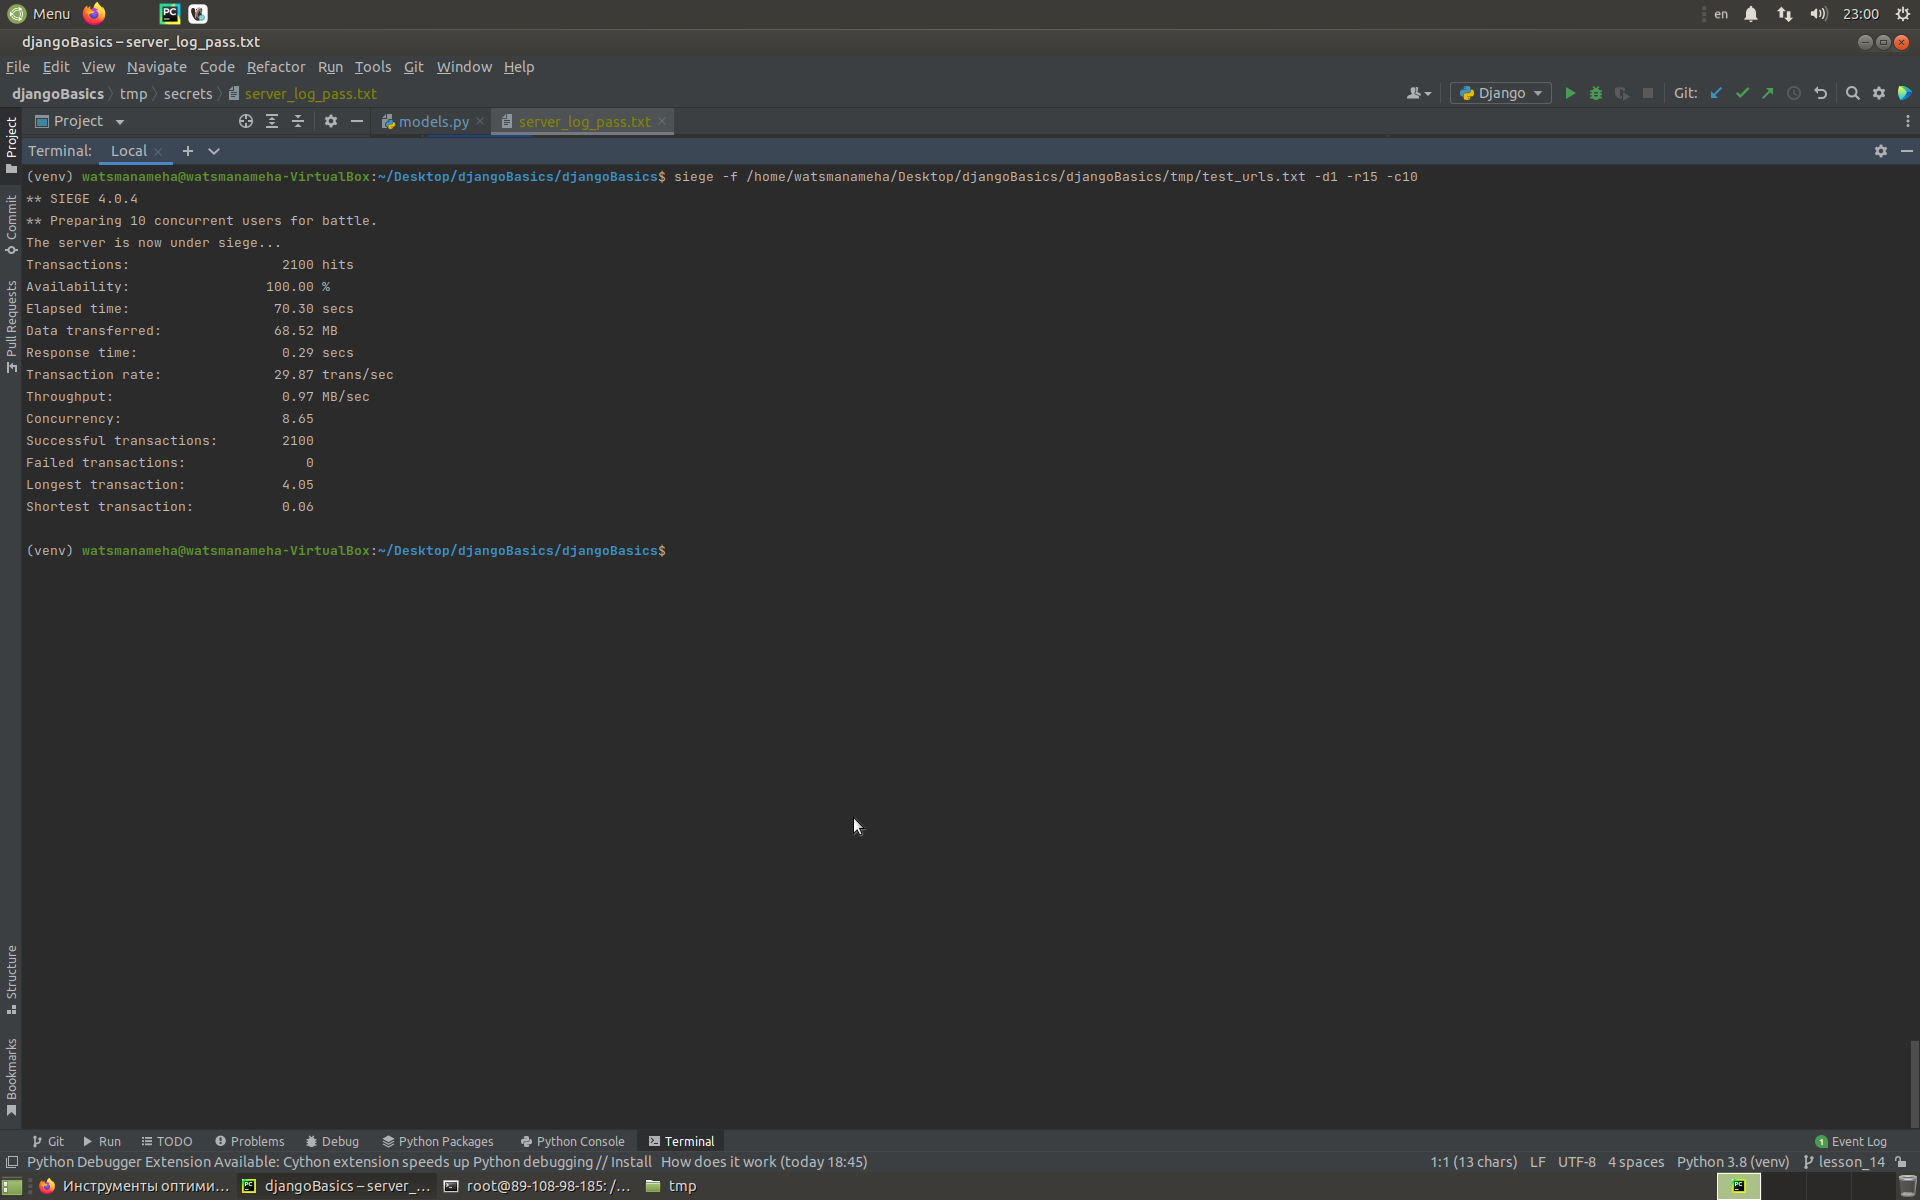 Menu
en
23:00
djangoBasics – server_log_pass.txt
File Edit View Navigate Code Refactor Run Tools Git Window Help
djangoBasics tmp secrets server_log_pass.txt
Django Git:
Project models.py server_log_pass.txt
Terminal: Local
(venv) watsmanameha@watsmanameha-VirtualBox:~/Desktop/djangoBasics/djangoBasics$ siege -f /home/watsmanameha/Desktop/djangoBasics/djangoBasics/tmp/test_urls.txt -d1 -r15 -c10
** SIEGE 4.0.4
** Preparing 10 concurrent users for battle.
The server is now under siege...
Transactions: 2100 hits
Availability: 100.00 %
Elapsed time: 70.30 secs
Data transferred: 68.52 MB
Response time: 0.29 secs
Transaction rate: 29.87 trans/sec
Throughput: 0.97 MB/sec
Concurrency: 8.65
Successful transactions: 2100
Failed transactions: 0
Longest transaction: 4.05
Shortest transaction: 0.06
(venv) watsmanameha@watsmanameha-VirtualBox:~/Desktop/djangoBasics/djangoBasics$
Project
Commit
Pull Requests
Structure
Bookmarks
Git Run TODO Problems Debug Python Packages Python Console Terminal 1 Event Log
Python Debugger Extension Available: Cython extension speeds up Python debugging // Install How does it work (today 18:45) 1:1 (13 chars) LF UTF-8 4 spaces Python 3.8 (venv) lesson_14
Инструменты оптими... djangoBasics – server_... root@89-108-98-185: /... tmp